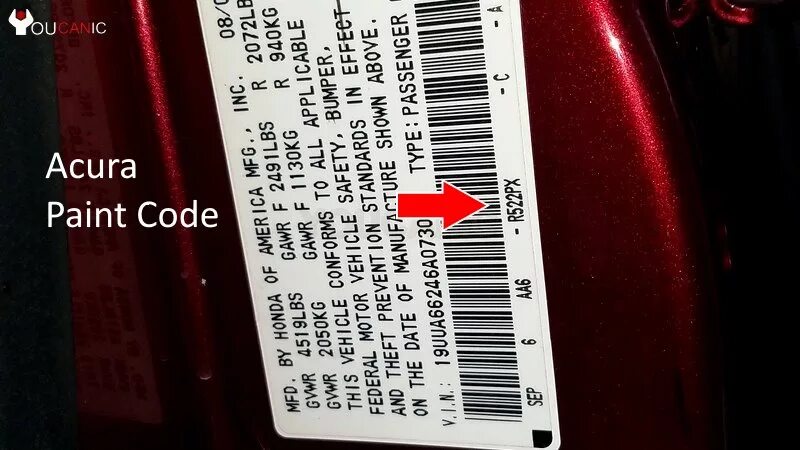 YOUCANIC
Acura
Paint Code
MFD. BY HONDA OF AMERICA MFG., INC. 08/0
GVWR 4519LBS GAWR F 2491LBS R 2072LB
GVWR 2050KG GAWR F 1130KG R 940KG
THIS VEHICLE CONFORMS TO ALL APPLICABLE
FEDERAL MOTOR VEHICLE SAFETY, BUMPER,
AND THEFT PREVENTION STANDARDS IN EFFECT
ON THE DATE OF MANUFACTURE SHOWN ABOVE.
V.I.N.: 19UUA66246A0730 TYPE: PASSENGER
SEP 6 AA6 - R522PX - C - A